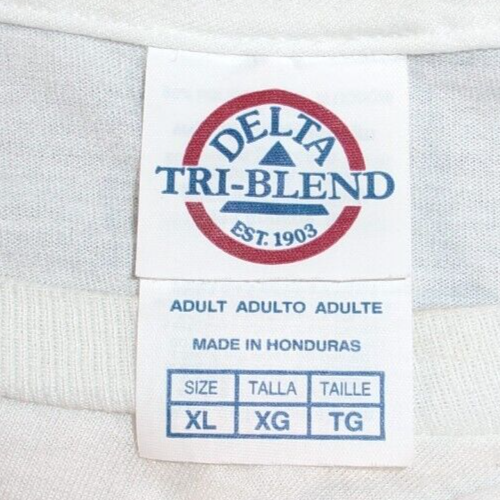 DELTA
TRI-BLEND
EST. 1903
ADULT ADULTO ADULTE
MADE IN HONDURAS
SIZE TALLA TAILLE
XL XG TG